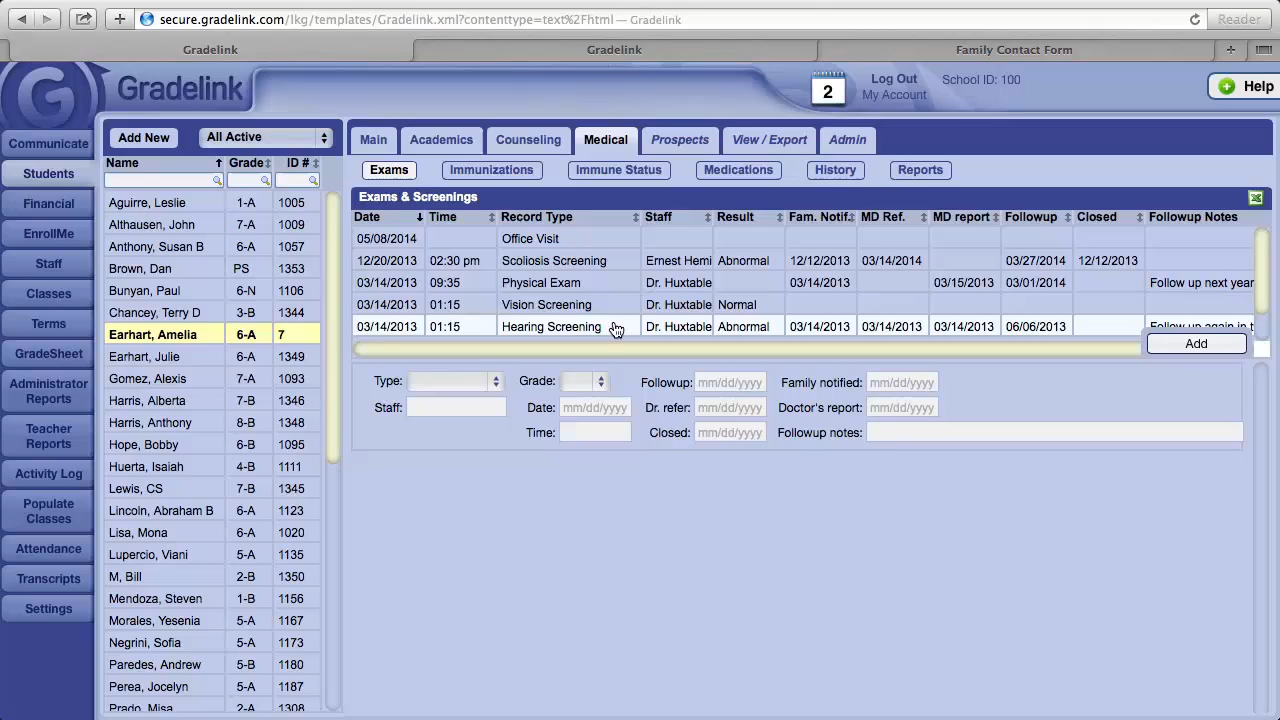 secure.gradelink.com/lkg/templates/Gradelink.xml?contenttype=text%2Fhtml — Gradelink
Reader
Gradelink
Gradelink
Family Contact Form
G Gradelink
2
Log Out
My Account
School ID: 100
Help
Communicate
Students
Financial
EnrollMe
Staff
Classes
Terms
GradeSheet
Administrator
Reports
Teacher
Reports
Activity Log
Populate
Classes
Attendance
Transcripts
Settings
Add New
All Active
Name Grade ID #
Aguirre, Leslie 1-A 1005
Althausen, John 7-A 1009
Anthony, Susan B 6-A 1057
Brown, Dan PS 1353
Bunyan, Paul 6-N 1106
Chancey, Terry D 3-B 1344
Earhart, Amelia 6-A 7
Earhart, Julie 6-A 1349
Gomez, Alexis 7-A 1093
Harris, Alberta 7-B 1346
Harris, Anthony 8-B 1348
Hope, Bobby 6-B 1095
Huerta, Isaiah 4-B 1111
Lewis, CS 7-B 1345
Lincoln, Abraham B 6-A 1123
Lisa, Mona 6-A 1020
Lupercio, Viani 5-A 1135
M, Bill 2-B 1350
Mendoza, Steven 1-B 1156
Morales, Yesenia 5-A 1167
Negrini, Sofia 5-A 1173
Paredes, Andrew 5-B 1180
Perea, Jocelyn 5-A 1187
Prado, Misa 2-A 1308
Main Academics Counseling Medical Prospects View / Export Admin
Exams Immunizations Immune Status Medications History Reports
Exams & Screenings
Date Time Record Type Staff Result Fam. Notif. MD Ref. MD report Followup Closed Followup Notes
05/08/2014 Office Visit
12/20/2013 02:30 pm Scoliosis Screening Ernest Hemi Abnormal 12/12/2013 03/14/2014 03/27/2014 12/12/2013
03/14/2013 09:35 Physical Exam Dr. Huxtable 03/14/2013 03/15/2013 03/01/2014 Follow up next year
03/14/2013 01:15 Vision Screening Dr. Huxtable Normal
03/14/2013 01:15 Hearing Screening Dr. Huxtable Abnormal 03/14/2013 03/14/2013 03/14/2013 06/06/2013 Follow up again in t
Add
Type: Grade: Followup: mm/dd/yyyy Family notified: mm/dd/yyyy
Staff: Date: mm/dd/yyyy Dr. refer: mm/dd/yyyy Doctor's report: mm/dd/yyyy
Time: Closed: mm/dd/yyyy Followup notes: